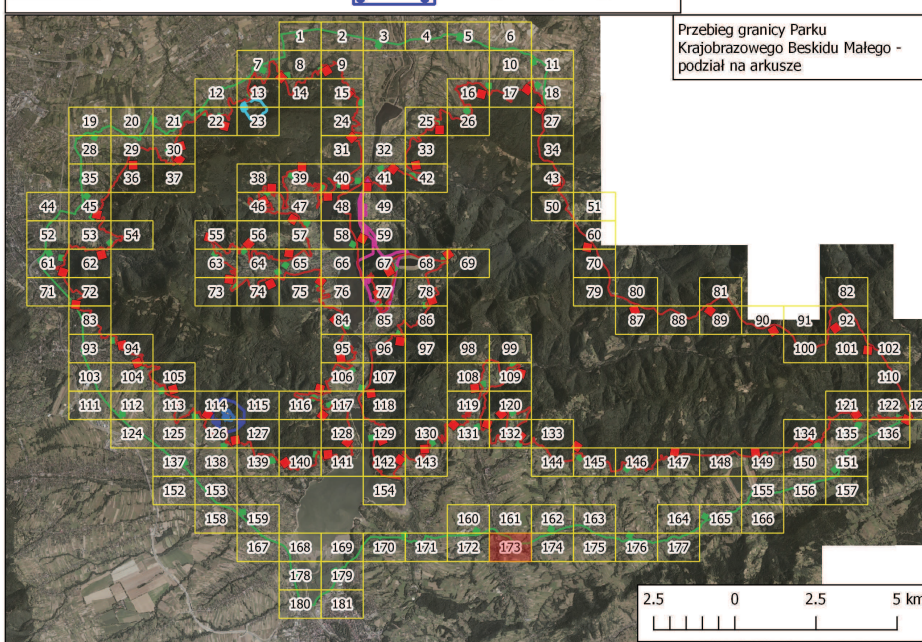 Przebieg granicy Parku
Krajobrazowego Beskidu Małego -
podział na arkusze
1 2 3 4 5 6
7 8 9 10 11
12 13 14 15 16 17 18
19 20 21 22 23 24 25 26 27
28 29 30 31 32 33 34
35 36 37 38 39 40 41 42 43
44 45 46 47 48 49 50 51
52 53 54 55 56 57 58 59 60
61 62 63 64 65 66 67 68 69 70
71 72 73 74 75 76 77 78 79 80 81 82
83 84 85 86 87 88 89 90 91 92
93 94 95 96 97 98 99 100 101 102
103 104 105 106 107 108 109 110
111 112 113 114 115 116 117 118 119 120 121 122
124 125 126 127 128 129 130 131 132 133 134 135 136
137 138 139 140 141 142 143 144 145 146 147 148 149 150 151
152 153 154 155 156 157
158 159 160 161 162 163 164 165 166
167 168 169 170 171 172 173 174 175 176 177
178 179
180 181
2.5 0 2.5 5 km